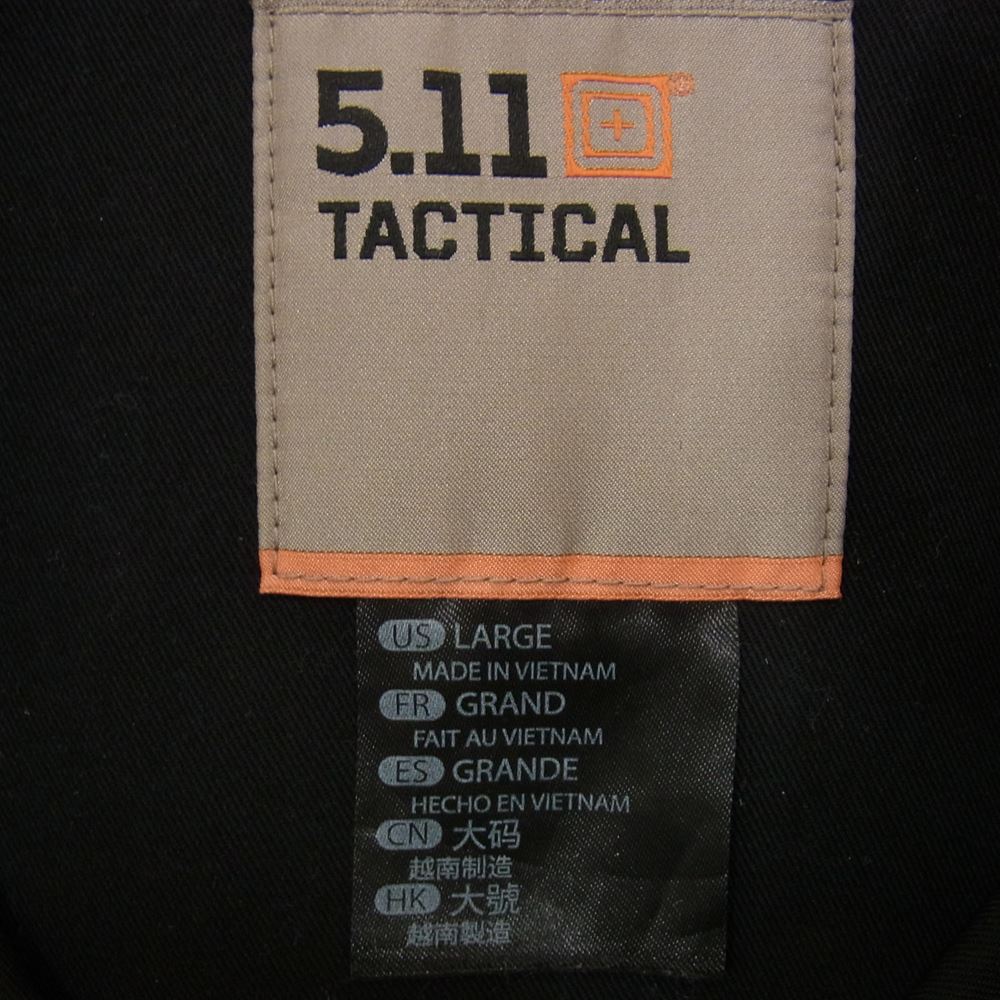 5.11®
TACTICAL
US LARGE
MADE IN VIETNAM
FR GRAND
FAIT AU VIETNAM
ES GRANDE
HECHO EN VIETNAM
CN 大码
越南制造
HK 大號
越南製造